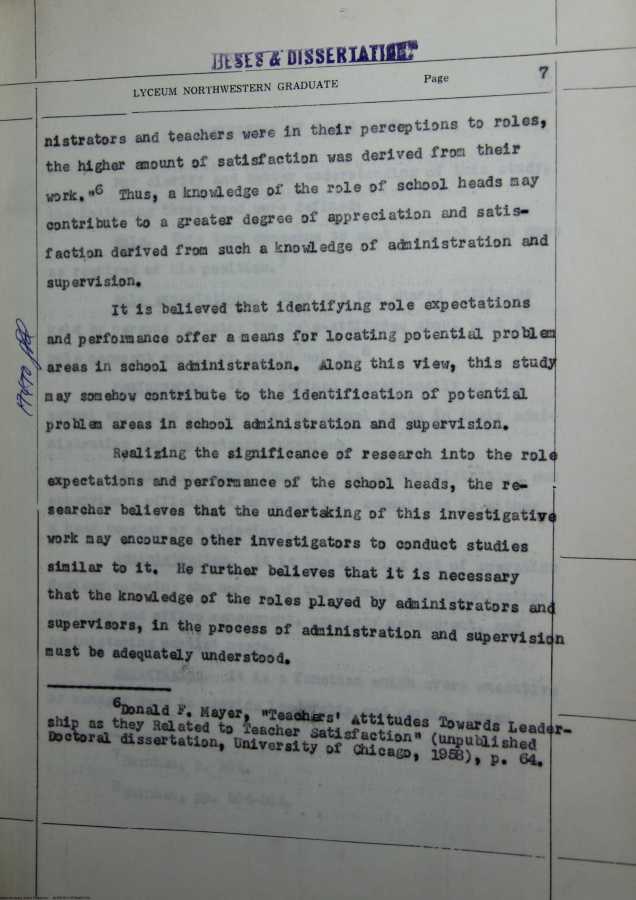 THESES & DISSERTATION
LYCEUM NORTHWESTERN GRADUATE Page 7
nistrators and teachers were in their perceptions to roles,
the higher amount of satisfaction was derived from their
work."6 Thus, a knowledge of the role of school heads may
contribute to a greater degree of appreciation and satis-
faction derived from such a knowledge of administration and
supervision.
It is believed that identifying role expectations
and performance offer a means for locating potential problem
areas in school administration. Along this view, this study
may somehow contribute to the identification of potential
problem areas in school administration and supervision.
Realizing the significance of research into the role
expectations and performance of the school heads, the re-
searcher believes that the undertaking of this investigative
work may encourage other investigators to conduct studies
similar to it. He further believes that it is necessary
that the knowledge of the roles played by administrators and
supervisors, in the process of administration and supervision
must be adequately understood.
6Donald F. Mayer, "Teachers' Attitudes Towards Leader-
ship as they Related to Teacher Satisfaction" (unpublished
Doctoral dissertation, University of Chicago, 1958), p. 64.